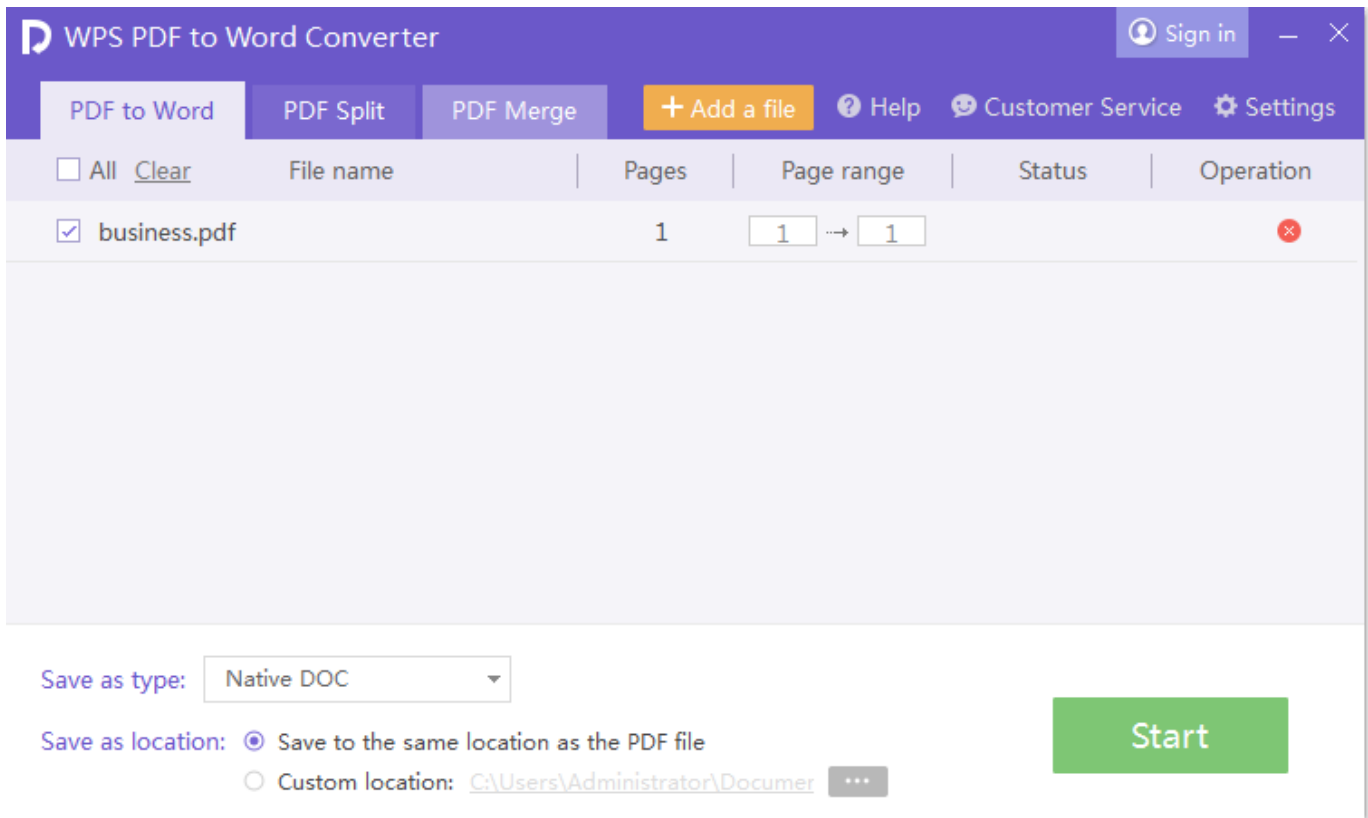 WPS PDF to Word Converter
Sign in
PDF to Word PDF Split PDF Merge + Add a file Help Customer Service Settings
All Clear File name Pages Page range Status Operation
business.pdf 1 1 1
Save as type: Native DOC
Save as location: Save to the same location as the PDF file
Start
Custom location: C:\Users\Administrator\Documer ...